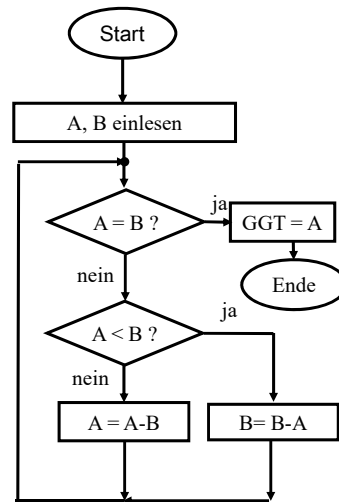 Start
A, B einlesen
A = B ?
ja
GGT = A
Ende
nein
A < B ?
ja
nein
A = A-B
B= B-A